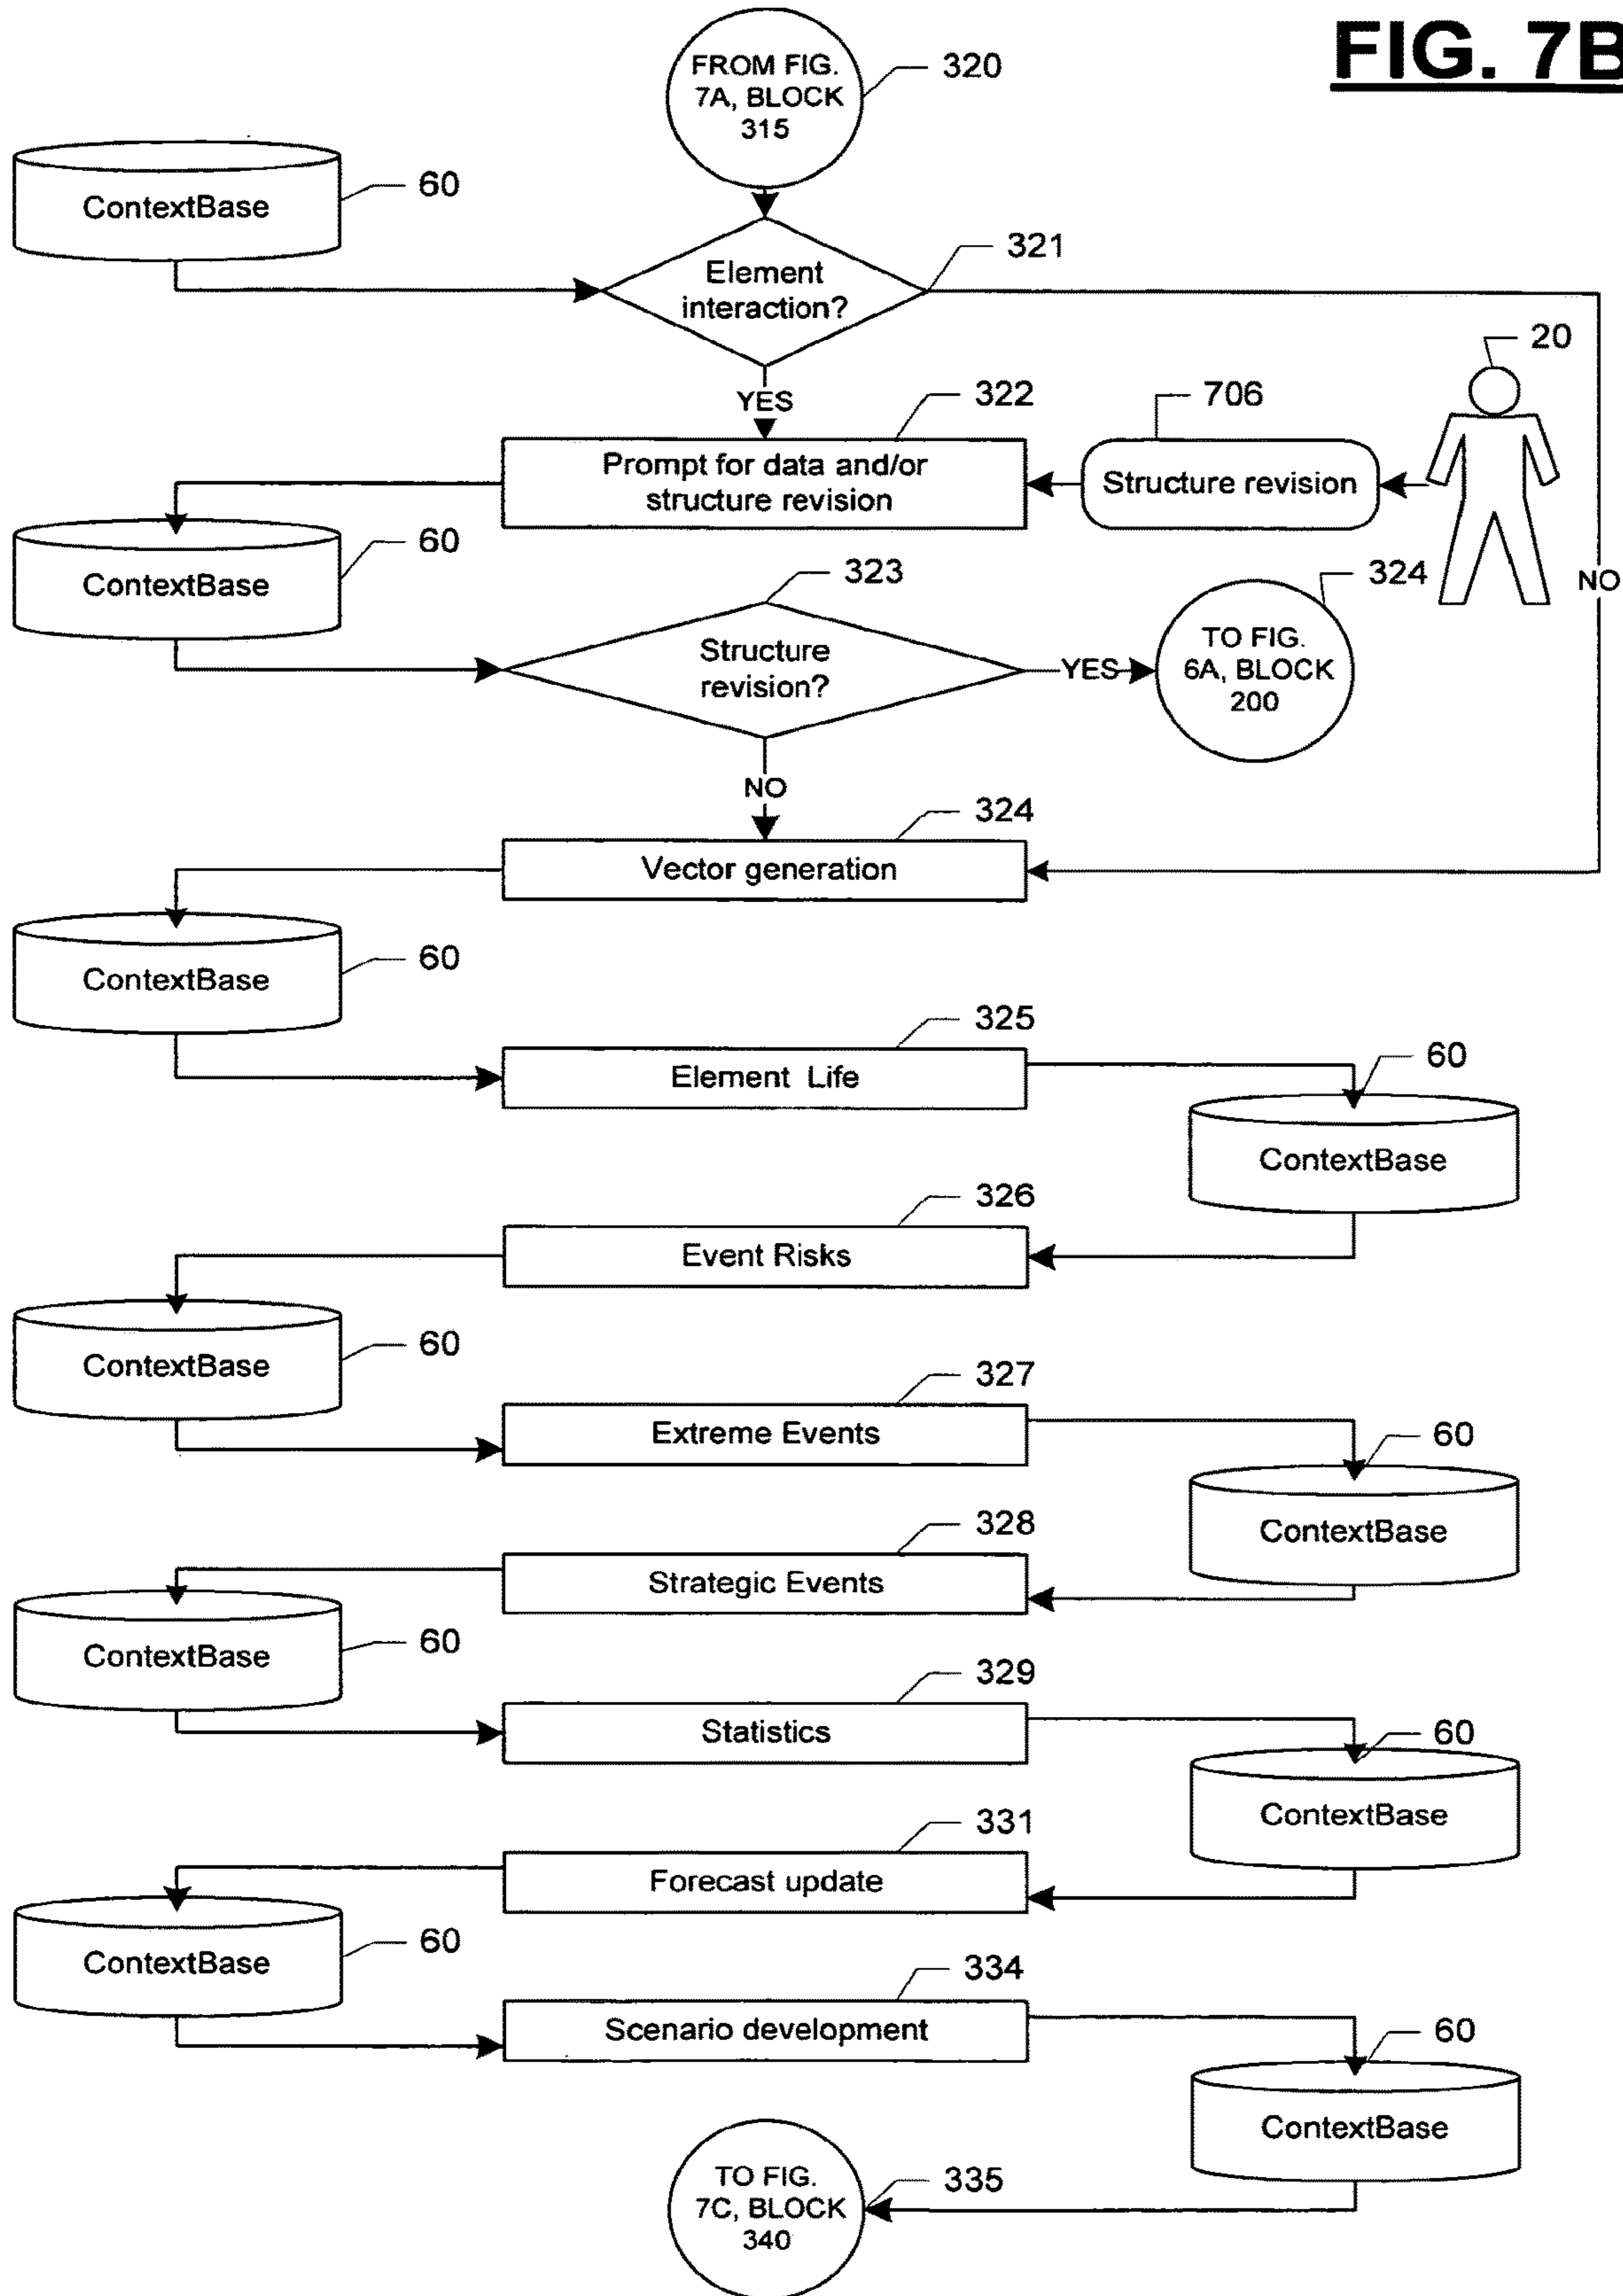 FIG. 7B
FROM FIG.
7A, BLOCK
315
320
ContextBase
60
Element
interaction?
321
20
YES
322
706
Prompt for data and/or
structure revision
Structure revision
NO
ContextBase
60
323
324
Structure
revision?
YES
TO FIG.
6A, BLOCK
200
NO
324
Vector generation
ContextBase
60
325
Element Life
60
ContextBase
326
Event Risks
ContextBase
60
327
Extreme Events
60
ContextBase
328
Strategic Events
ContextBase
60
329
Statistics
60
ContextBase
331
Forecast update
ContextBase
60
334
Scenario development
60
ContextBase
TO FIG.
7C, BLOCK
340
335